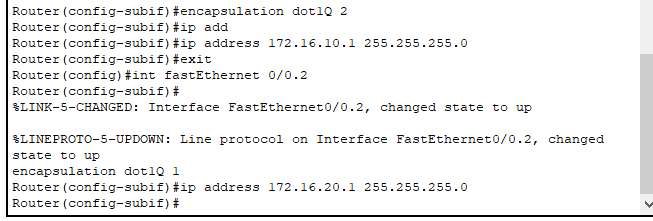 Router(config-subif)#encapsulation dot1Q 2
Router(config-subif)#ip add
Router(config-subif)#ip address 172.16.10.1 255.255.255.0
Router(config-subif)#exit
Router(config)#int fastEthernet 0/0.2
Router(config-subif)#
%LINK-5-CHANGED: Interface FastEthernet0/0.2, changed state to up
%LINEPROTO-5-UPDOWN: Line protocol on Interface FastEthernet0/0.2, changed
state to up
encapsulation dot1Q 1
Router(config-subif)#ip address 172.16.20.1 255.255.255.0
Router(config-subif)#